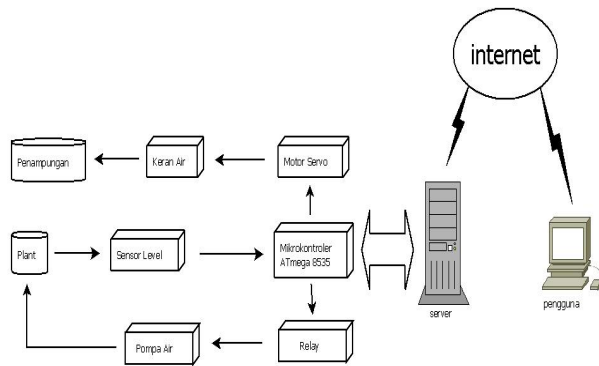 internet
Penampungan
Keran Air
Motor Servo
Plant
Sensor Level
Mikrokontroler
ATmega 8535
server
pengguna
Pompa Air
Relay